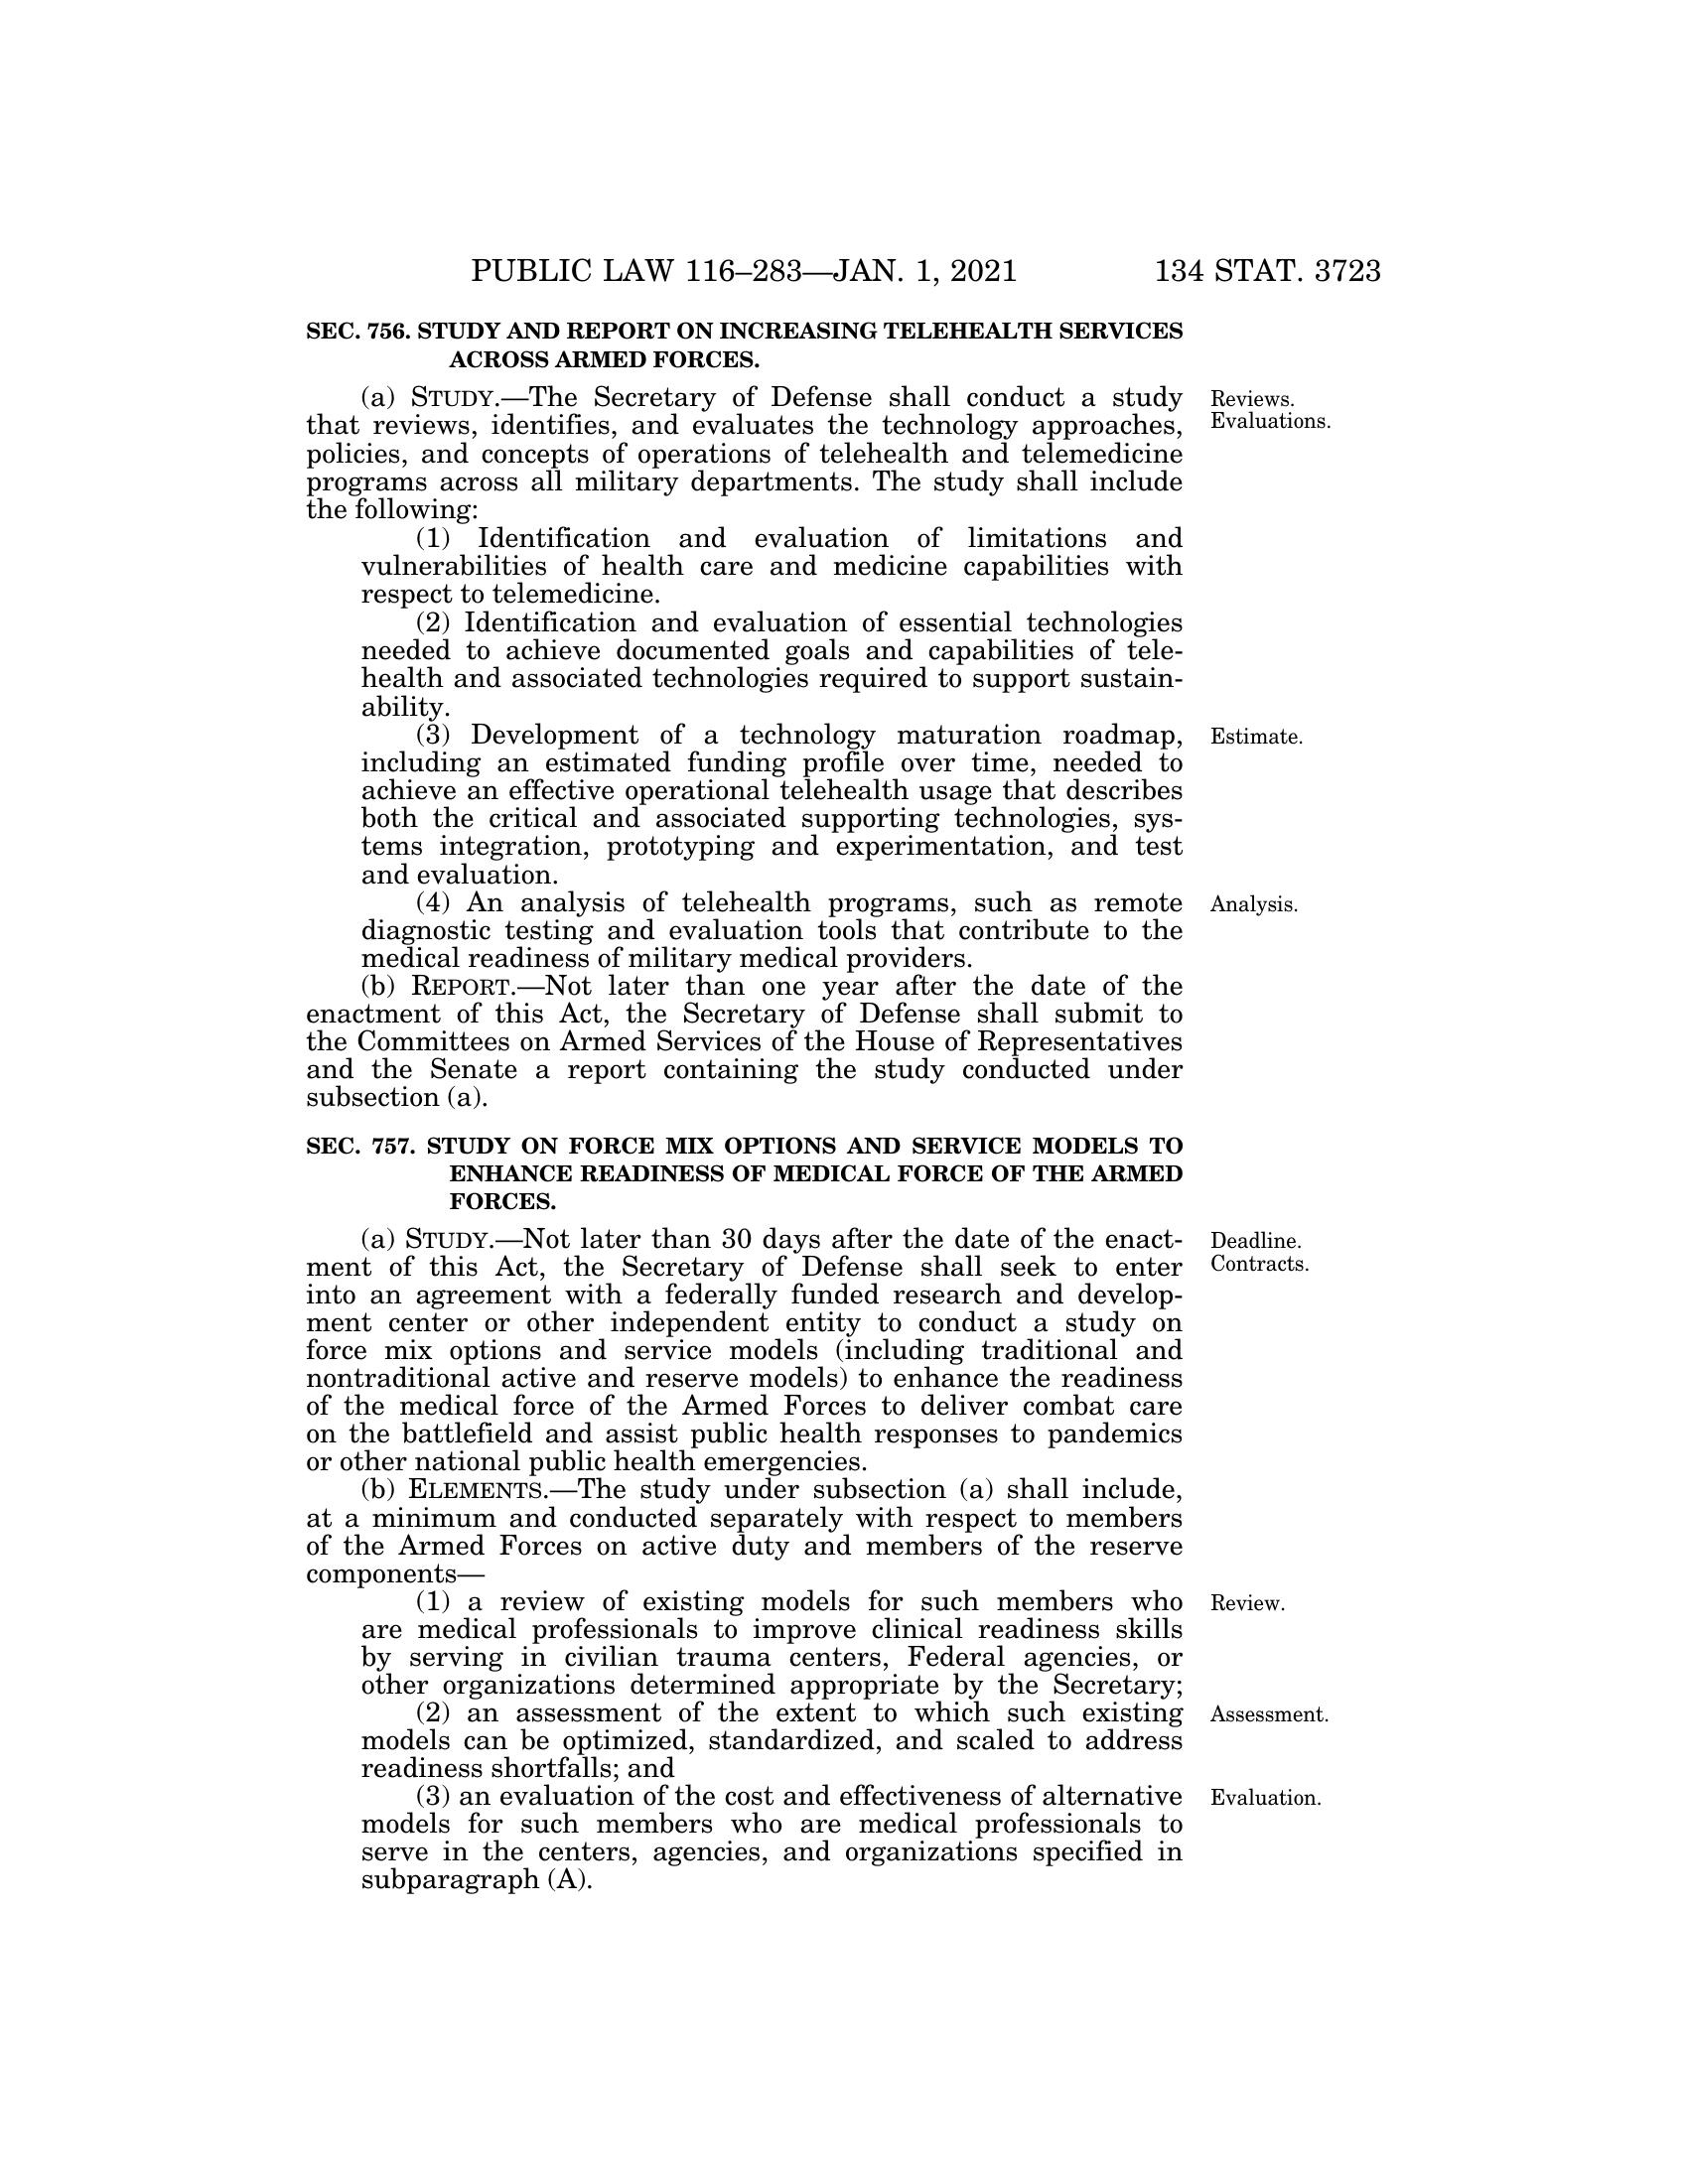 PUBLIC LAW 116–283—JAN. 1, 2021 134 STAT. 3723
SEC. 756. STUDY AND REPORT ON INCREASING TELEHEALTH SERVICES
ACROSS ARMED FORCES.
(a) STUDY.—The Secretary of Defense shall conduct a study
that reviews, identifies, and evaluates the technology approaches,
policies, and concepts of operations of telehealth and telemedicine
programs across all military departments. The study shall include
the following:
Reviews.
Evaluations.
(1) Identification and evaluation of limitations and
vulnerabilities of health care and medicine capabilities with
respect to telemedicine.
(2) Identification and evaluation of essential technologies
needed to achieve documented goals and capabilities of tele-
health and associated technologies required to support sustain-
ability.
(3) Development of a technology maturation roadmap,
including an estimated funding profile over time, needed to
achieve an effective operational telehealth usage that describes
both the critical and associated supporting technologies, sys-
tems integration, prototyping and experimentation, and test
and evaluation.
Estimate.
(4) An analysis of telehealth programs, such as remote
diagnostic testing and evaluation tools that contribute to the
medical readiness of military medical providers.
Analysis.
(b) REPORT.—Not later than one year after the date of the
enactment of this Act, the Secretary of Defense shall submit to
the Committees on Armed Services of the House of Representatives
and the Senate a report containing the study conducted under
subsection (a).
SEC. 757. STUDY ON FORCE MIX OPTIONS AND SERVICE MODELS TO
ENHANCE READINESS OF MEDICAL FORCE OF THE ARMED
FORCES.
(a) STUDY.—Not later than 30 days after the date of the enact-
ment of this Act, the Secretary of Defense shall seek to enter
into an agreement with a federally funded research and develop-
ment center or other independent entity to conduct a study on
force mix options and service models (including traditional and
nontraditional active and reserve models) to enhance the readiness
of the medical force of the Armed Forces to deliver combat care
on the battlefield and assist public health responses to pandemics
or other national public health emergencies.
Deadline.
Contracts.
(b) ELEMENTS.—The study under subsection (a) shall include,
at a minimum and conducted separately with respect to members
of the Armed Forces on active duty and members of the reserve
components—
(1) a review of existing models for such members who
are medical professionals to improve clinical readiness skills
by serving in civilian trauma centers, Federal agencies, or
other organizations determined appropriate by the Secretary;
Review.
(2) an assessment of the extent to which such existing
models can be optimized, standardized, and scaled to address
readiness shortfalls; and
Assessment.
(3) an evaluation of the cost and effectiveness of alternative
models for such members who are medical professionals to
serve in the centers, agencies, and organizations specified in
subparagraph (A).
Evaluation.